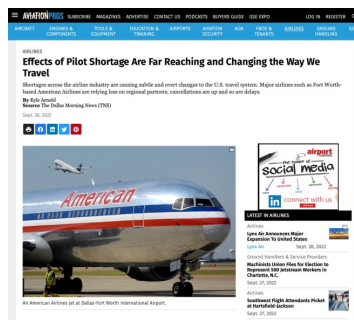 AVIATIONPROS SUBSCRIBE MAGAZINES ADVERTISE CONTACT US PODCASTS BUYERS GUIDE GSE EXPO LOG IN REGISTER
AIRCRAFT ENGINES & COMPONENTS TOOLS & EQUIPMENT EDUCATION & TRAINING AIRPORTS AVIATION SECURITY AOA FBOS & TENANTS AIRLINES GROUND HANDLING
AIRLINES
Effects of Pilot Shortage Are Far Reaching and Changing the Way We
Travel
Shortages across the airline industry are causing subtle and overt changes to the U.S. travel system. Major airlines such as Fort Worth-
based American Airlines are relying less on regional partners, cancellations are up and so are delays.
By Kyle Arnold
Source The Dallas Morning News (TNS)
Sept. 26, 2022
American
An American Airlines jet at Dallas-Fort Worth International Airport.
airport
the power of
social media
connect with us
LATEST IN AIRLINES
Airlines
Lynx Air Announces Major
Expansion To United States
Lynx Air Sept. 28, 2022
Ground Handlers & Service Providers
Machinists Union Files for Election to
Represent 500 Jetstream Workers in
Charlotte, N.C.
Sept. 27, 2022
Airlines
Southwest Flight Attendants Picket
at Hartsfield-Jackson
Sept. 27, 2022